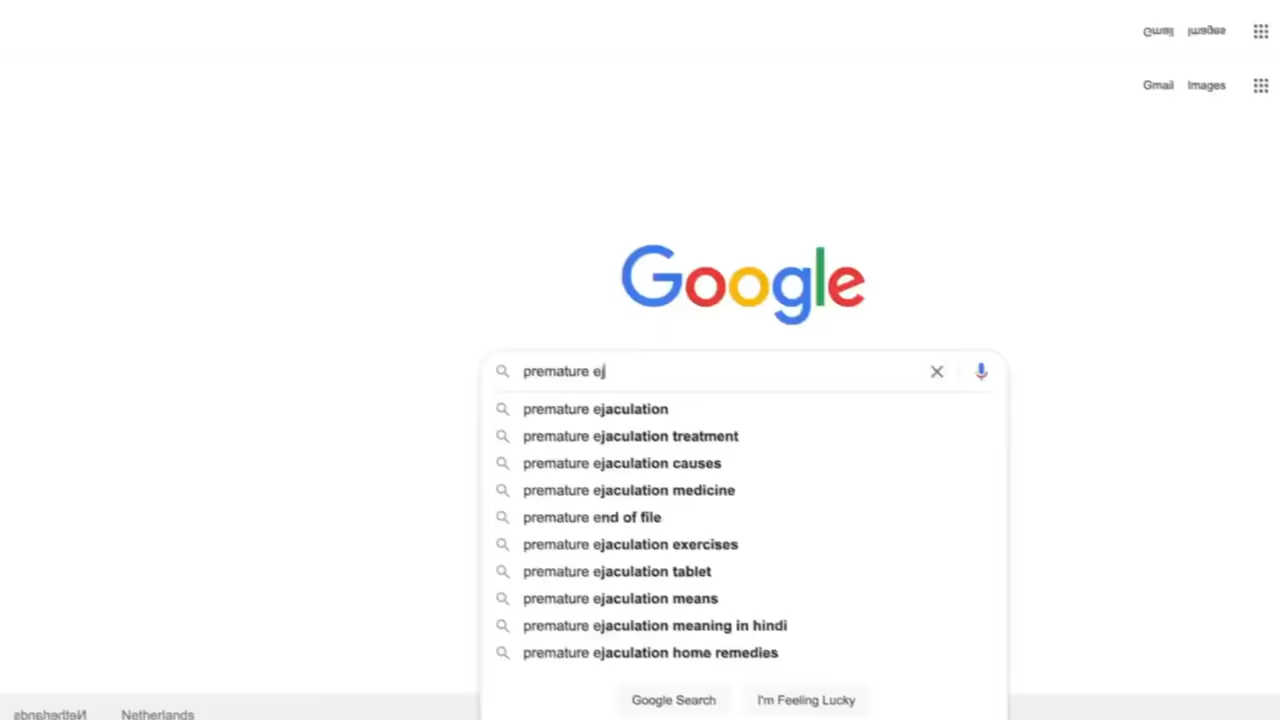 Gmail Images
Gmail Images
Google
premature ej
premature ejaculation
premature ejaculation treatment
premature ejaculation causes
premature ejaculation medicine
premature end of file
premature ejaculation exercises
premature ejaculation tablet
premature ejaculation means
premature ejaculation meaning in hindi
premature ejaculation home remedies
Google Search I'm Feeling Lucky
Netherlands Netherlands